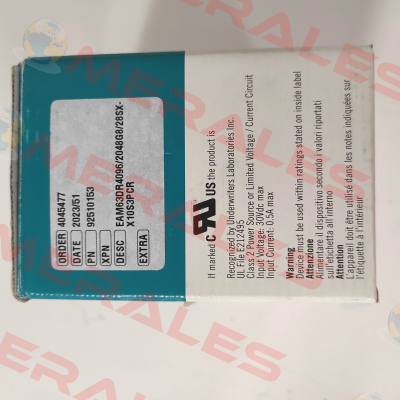 ORDER 4045477
DATE 2023/51
PN 92510153
XPN
DESC EAM63DR4096/2048G8/28SX-
X10S3PCR
EXTRA
If marked C RU US the product is
Recognized by Underwriters Laboratories Inc.
UL File E212495
Class 2 Power Source or Limited Voltage / Current Circuit
Input Voltage: 30Vdc max
Input Current: 0.5A max
Warning
Device must be used within ratings stated on inside label
Attenzione
Alimentare il dispositivo secondo i valori riportati
sull'etichetta all'interno
Attention
L'appareil doit être utilisé dans les notes indiquées sur
l'étiquette à l'intérieur
MERALES